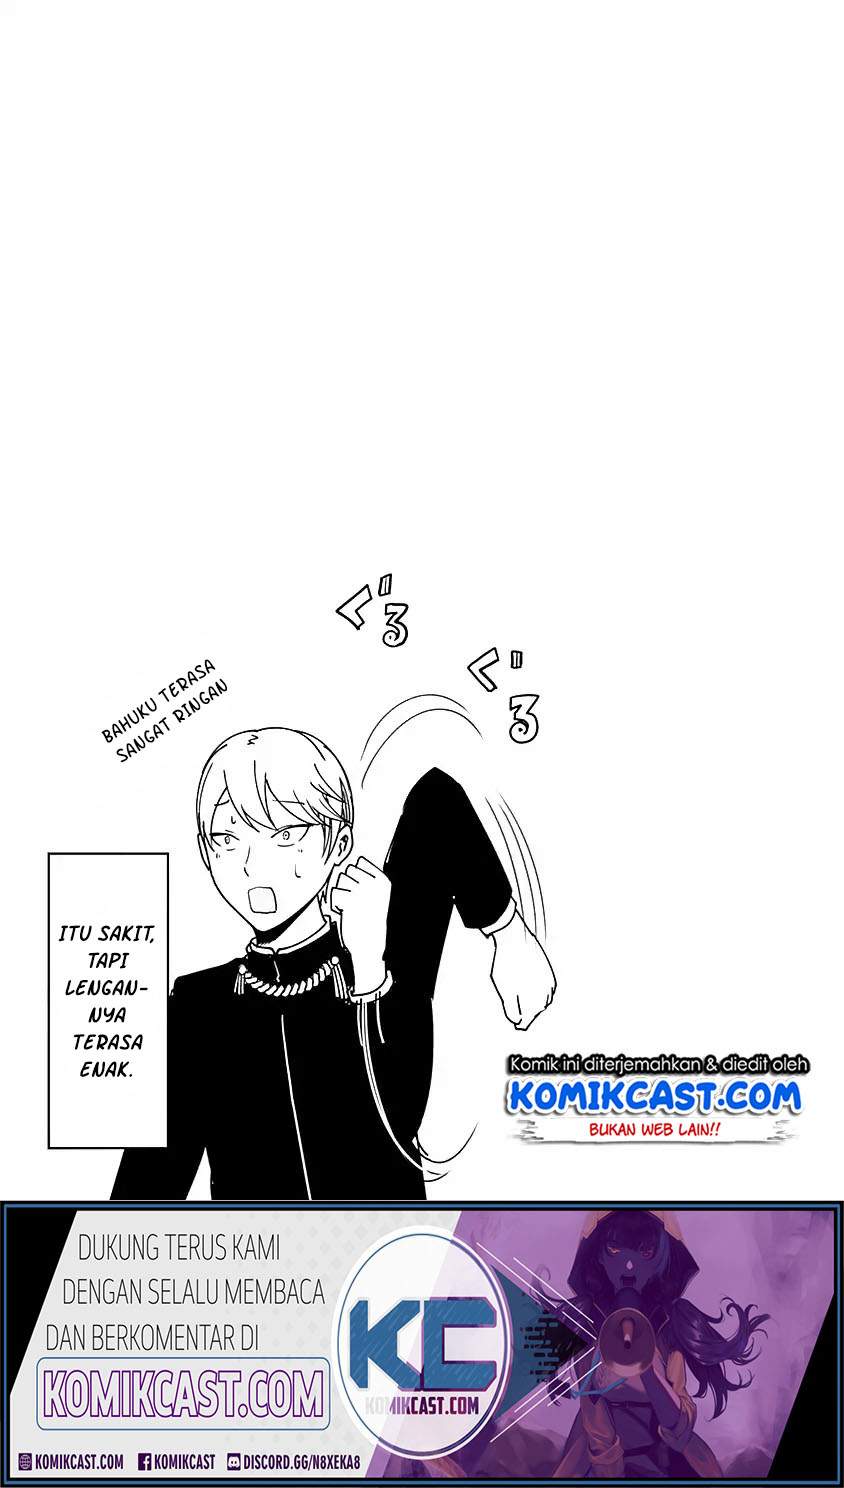 ぐる
ぐる
BAHUKU TERASA
SANGAT RINGAN
ITU SAKIT,
TAPI
LENGAN-
NYA
TERASA
ENAK.
Komik ini diterjemahkan & diedit oleh
KOMIKCAST.COM
BUKAN WEB LAIN!!
DUKUNG TERUS KAMI
DENGAN SELALU MEMBACA
DAN BERKOMENTAR DI
KOMIKCAST.COM
KC
KOMIKCAST.COM
KOMIKCAST.COM KOMIKCAST DISCORD.GG/N8XEKA8